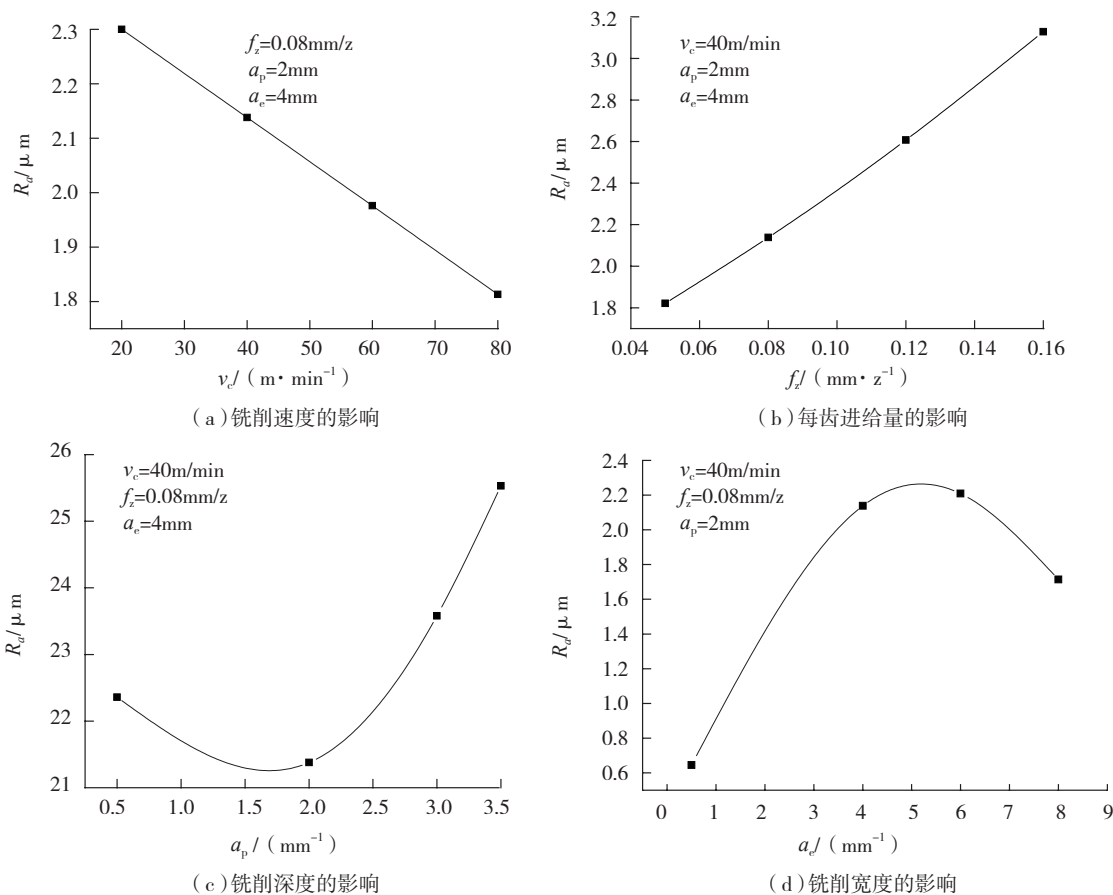 2.3
2.2
2.1
2.0
1.9
1.8
R_a/μm
f_z=0.08mm/z
a_p=2mm
a_e=4mm
20 30 40 50 60 70 80
v_c/（m·min⁻¹）
（a）铣削速度的影响
3.2
3.0
2.6
2.4
2.2
2.0
1.8
R_a/μm
v_c=40m/min
a_p=2mm
a_e=4mm
0.04 0.06 0.08 0.10 0.12 0.14 0.16
f_z/（mm·z⁻¹）
（b）每齿进给量的影响
26
25
24
23
22
21
R_a/μm
v_c=40m/min
f_z=0.08mm/z
a_e=4mm
0.5 1.0 1.5 2.0 2.5 3.0 3.5
a_p/（mm⁻¹）
（c）铣削深度的影响
2.4
2.2
2.0
1.8
1.6
1.4
1.2
1.0
0.8
0.6
R_a/μm
v_c=40m/min
f_z=0.08mm/z
a_p=2mm
0 1 2 3 4 5 6 7 8 9
a_e/（mm⁻¹）
（d）铣削宽度的影响